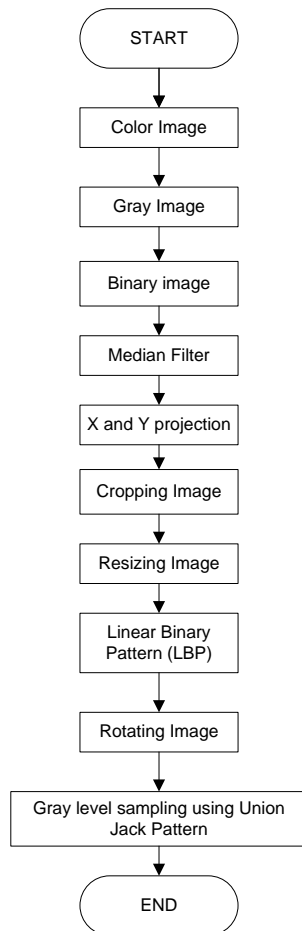 START
Color Image
Gray Image
Binary image
Median Filter
X and Y projection
Cropping Image
Resizing Image
Linear Binary
Pattern (LBP)
Rotating Image
Gray level sampling using Union
Jack Pattern
END